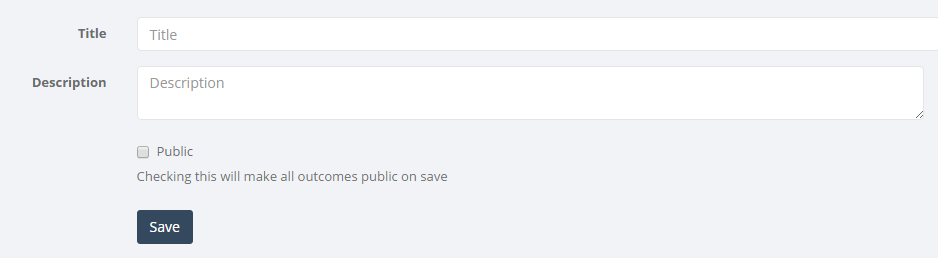 Title Title
Description Description
Public
Checking this will make all outcomes public on save
Save